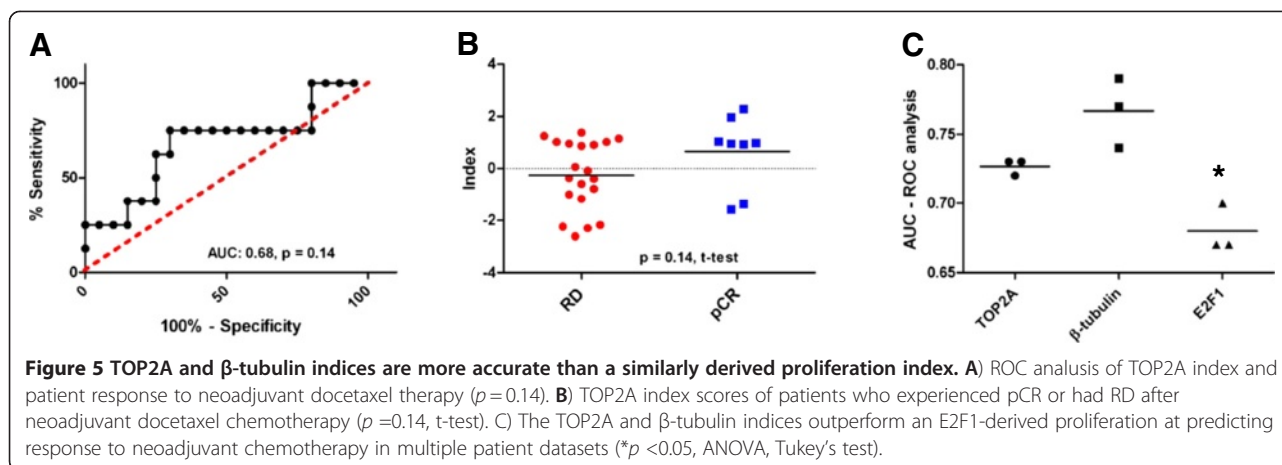 A
% Sensitivity
100
50
0
0
50
100
AUC: 0.68, p = 0.14
100% - Specificity
B
Index
4
2
0
-2
-4
p = 0.14, t-test
RD
pCR
C
AUC - ROC analysis
0.80
0.75
0.70
0.65
*
TOP2A
β-tubulin
E2F1
Figure 5 TOP2A and β-tubulin indices are more accurate than a similarly derived proliferation index. A) ROC analysis of TOP2A index and
patient response to neoadjuvant docetaxel therapy (p = 0.14). B) TOP2A index scores of patients who experienced pCR or had RD after
neoadjuvant docetaxel chemotherapy (p =0.14, t-test). C) The TOP2A and β-tubulin indices outperform an E2F1-derived proliferation at predicting
response to neoadjuvant chemotherapy in multiple patient datasets (*p <0.05, ANOVA, Tukey's test).